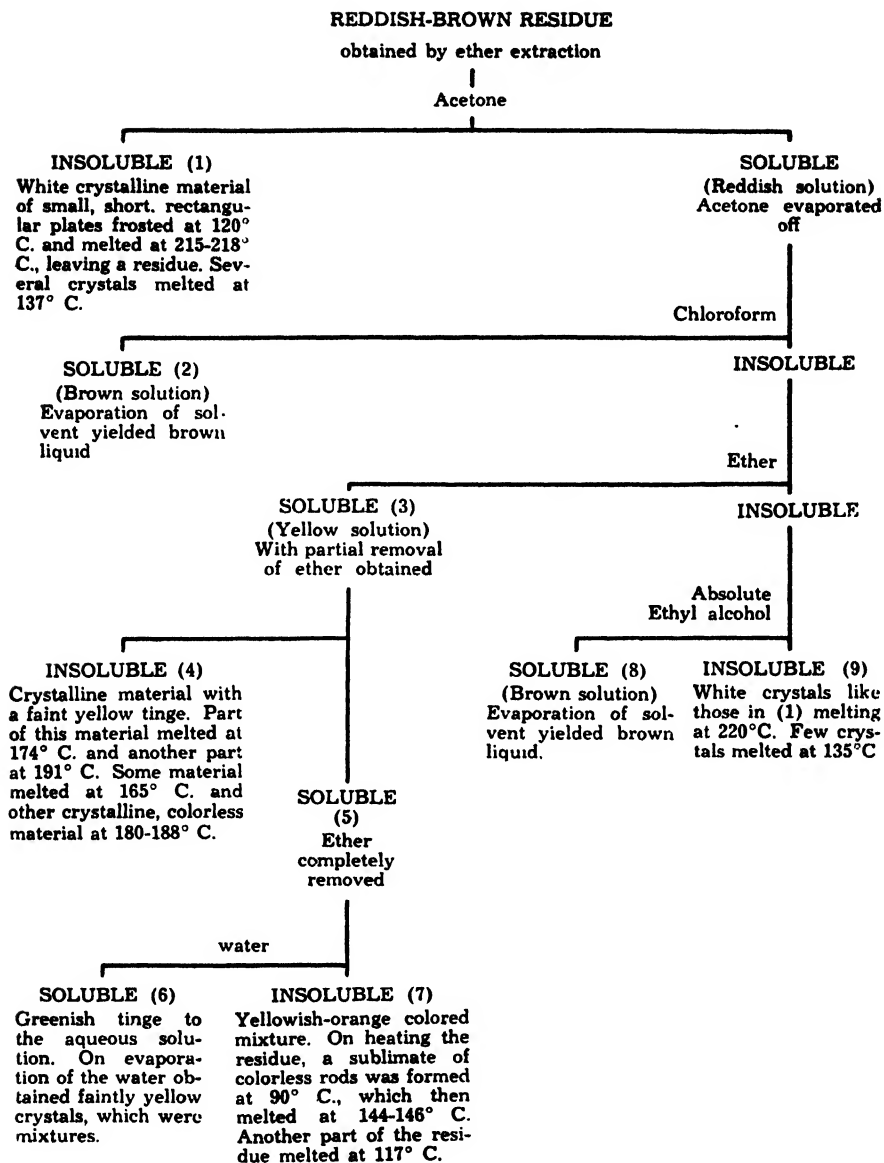 REDDISH-BROWN RESIDUE
obtained by ether extraction
Acetone
INSOLUBLE (1)
White crystalline material
of small, short. rectangu-
lar plates frosted at 120°
C. and melted at 215-218°
C., leaving a residue. Sev-
eral crystals melted at
137° C.
SOLUBLE
(Reddish solution)
Acetone evaporated
off
Chloroform
SOLUBLE (2)
(Brown solution)
Evaporation of sol-
vent yielded brown
liquid
INSOLUBLE
Ether
SOLUBLE (3)
(Yellow solution)
With partial removal
of ether obtained
INSOLUBLE
Absolute
Ethyl alcohol
INSOLUBLE (4)
Crystalline material with
a faint yellow tinge. Part
of this material melted at
174° C. and another part
at 191° C. Some material
melted at 165° C. and
other crystalline, colorless
material at 180-188° C.
SOLUBLE (8)
(Brown solution)
Evaporation of sol-
vent yielded brown
liquid.
INSOLUBLE (9)
White crystals like
those in (1) melting
at 220°C. Few crys-
tals melted at 135°C
SOLUBLE
(5)
Ether
completely
removed
water
SOLUBLE (6)
Greenish tinge to
the aqueous solu-
tion. On evapora-
tion of the water ob-
tained faintly yellow
crystals, which were
mixtures.
INSOLUBLE (7)
Yellowish-orange colored
mixture. On heating the
residue, a sublimate of
colorless rods was formed
at 90° C., which then
melted at 144-146° C.
Another part of the resi-
due melted at 117° C.